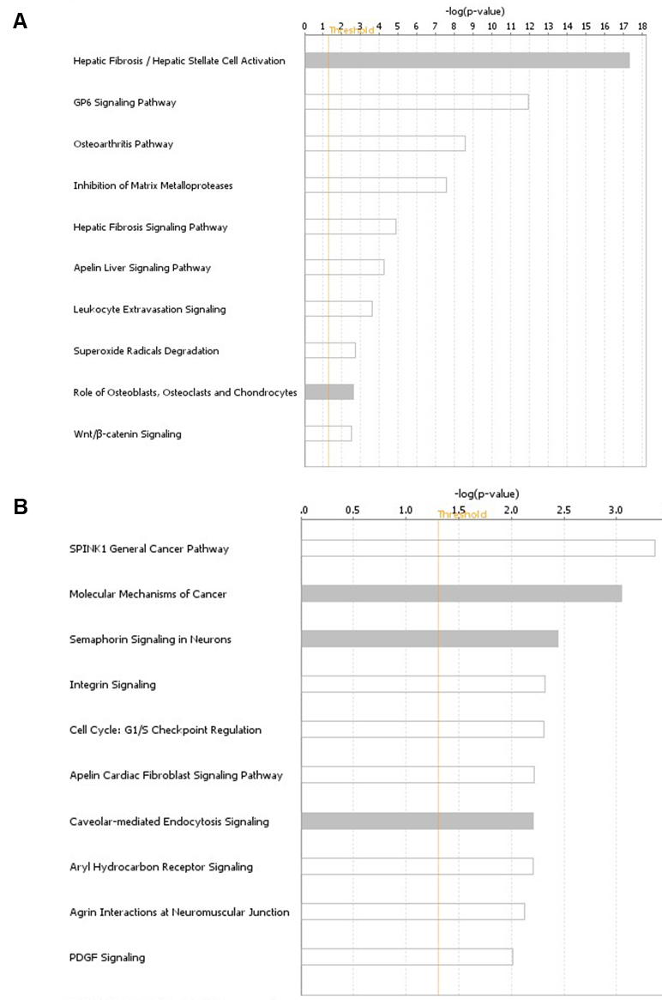 A
-log(p-value)
0 1 2 3 4 5 6 7 8 9 10 11 12 13 14 15 16 17 18
Threshold
Hepatic Fibrosis / Hepatic Stellate Cell Activation
GP6 Signaling Pathway
Osteoarthritis Pathway
Inhibition of Matrix Metalloproteases
Hepatic Fibrosis Signaling Pathway
Apelin Liver Signaling Pathway
Leukocyte Extravasation Signaling
Superoxide Radicals Degradation
Role of Osteoblasts, Osteoclasts and Chondrocytes
Wnt/β-catenin Signaling
B
-log(p-value)
.0 0.5 1.0 1.5 2.0 2.5 3.0
Threshold
SPINK1 General Cancer Pathway
Molecular Mechanisms of Cancer
Semaphorin Signaling in Neurons
Integrin Signaling
Cell Cycle: G1/S Checkpoint Regulation
Apelin Cardiac Fibroblast Signaling Pathway
Caveolar-mediated Endocytosis Signaling
Aryl Hydrocarbon Receptor Signaling
Agrin Interactions at Neuromuscular Junction
PDGF Signaling